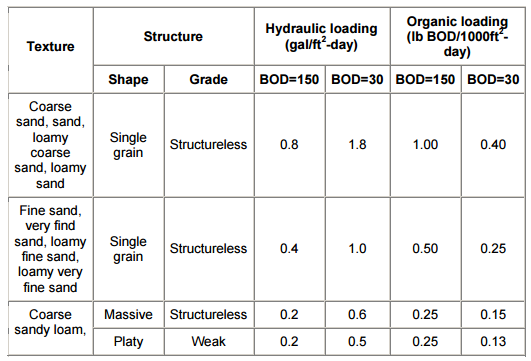 Texture
Structure
Hydraulic loading
(gal/ft²-day)
Organic loading
(lb BOD/1000ft²-
day)
Shape
Grade
BOD=150
BOD=30
BOD=150
BOD=30
Coarse
sand, sand,
loamy
coarse
sand, loamy
sand
Single
grain
Structureless
0.8
1.8
1.00
0.40
Fine sand,
very find
sand, loamy
fine sand,
loamy very
fine sand
Single
grain
Structureless
0.4
1.0
0.50
0.25
Coarse
sandy loam,
Massive
Structureless
0.2
0.6
0.25
0.15
Platy
Weak
0.2
0.5
0.25
0.13